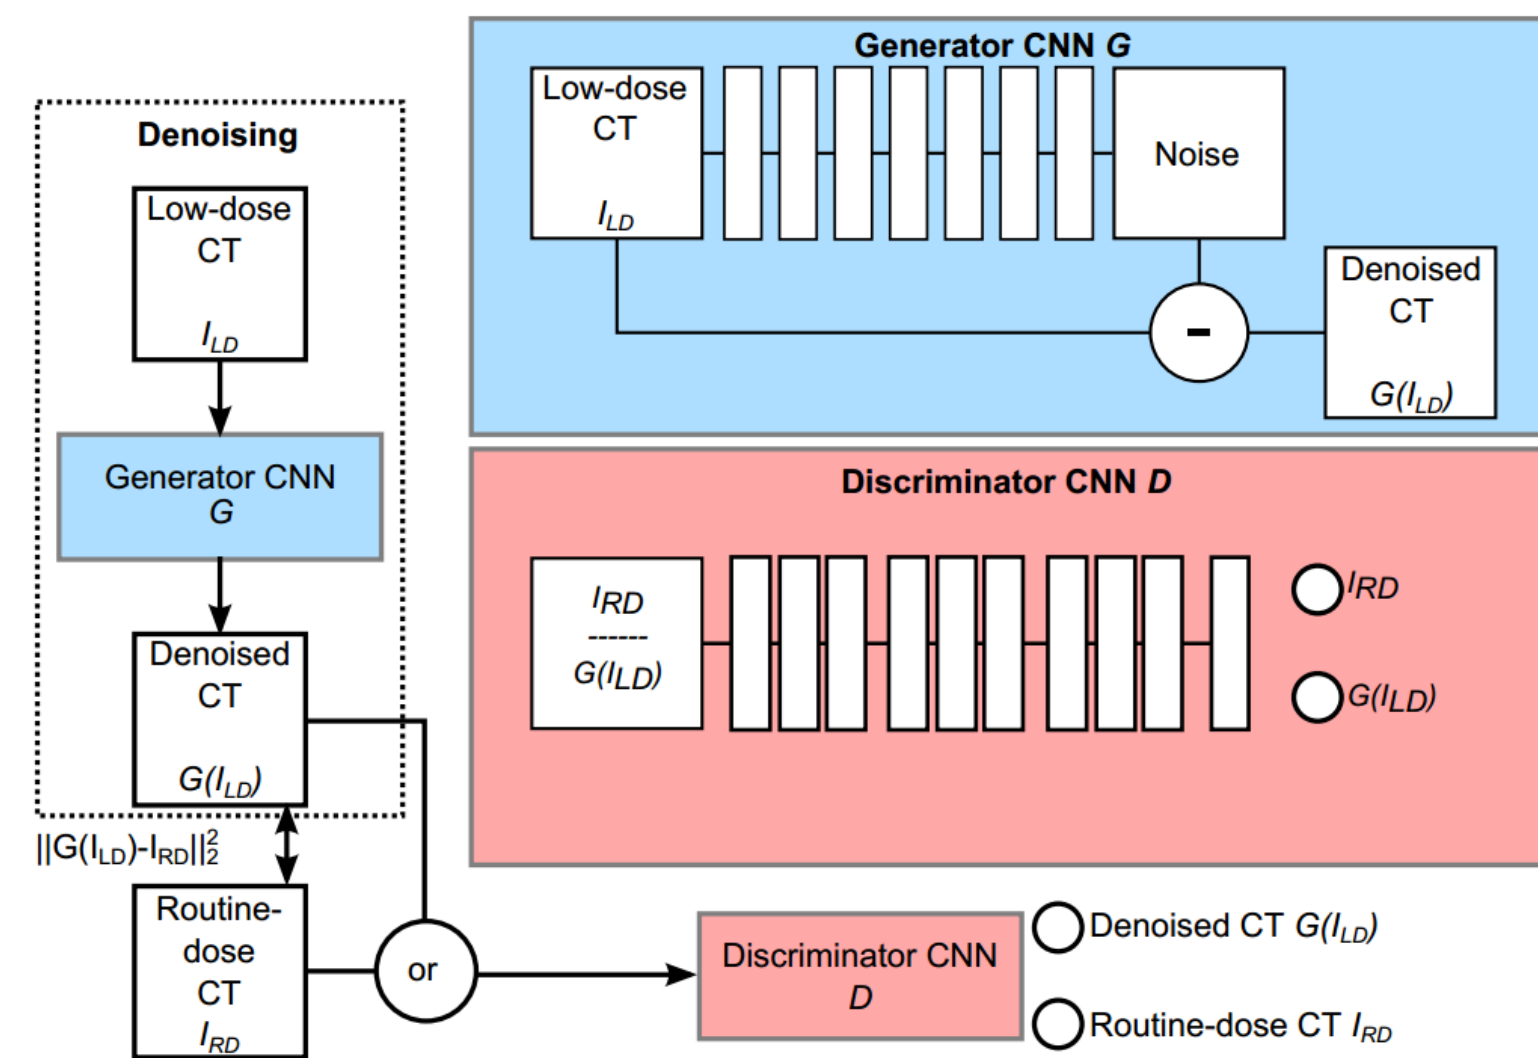 Denoising
Low-dose
CT
I_LD
Generator CNN
G
Denoised
CT
G(I_LD)
||G(I_LD)-I_RD||_2^2
Routine-
dose
CT
I_RD
or
Generator CNN G
Low-dose
CT
I_LD
Noise
-
Denoised
CT
G(I_LD)
Discriminator CNN D
I_RD
------
G(I_LD)
I_RD
G(I_LD)
Discriminator CNN
D
Denoised CT G(I_LD)
Routine-dose CT I_RD